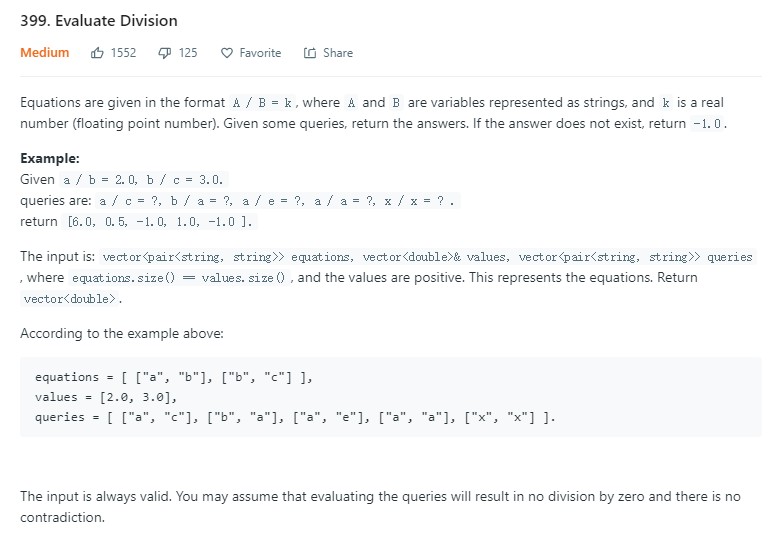 399. Evaluate Division
Medium 1552 125 Favorite Share
Equations are given in the format A / B = k, where A and B are variables represented as strings, and k is a real
number (floating point number). Given some queries, return the answers. If the answer does not exist, return -1.0.
Example:
Given a / b = 2.0, b / c = 3.0.
queries are: a / c = ?, b / a = ?, a / e = ?, a / a = ?, x / x = ? .
return [6.0, 0.5, -1.0, 1.0, -1.0 ].
The input is: vector<pair<string, string>> equations, vector<double>& values, vector<pair<string, string>> queries
, where equations.size() == values.size(), and the values are positive. This represents the equations. Return
vector<double>.
According to the example above:
equations = [ ["a", "b"], ["b", "c"] ],
values = [2.0, 3.0],
queries = [ ["a", "c"], ["b", "a"], ["a", "e"], ["a", "a"], ["x", "x"] ].
The input is always valid. You may assume that evaluating the queries will result in no division by zero and there is no
contradiction.